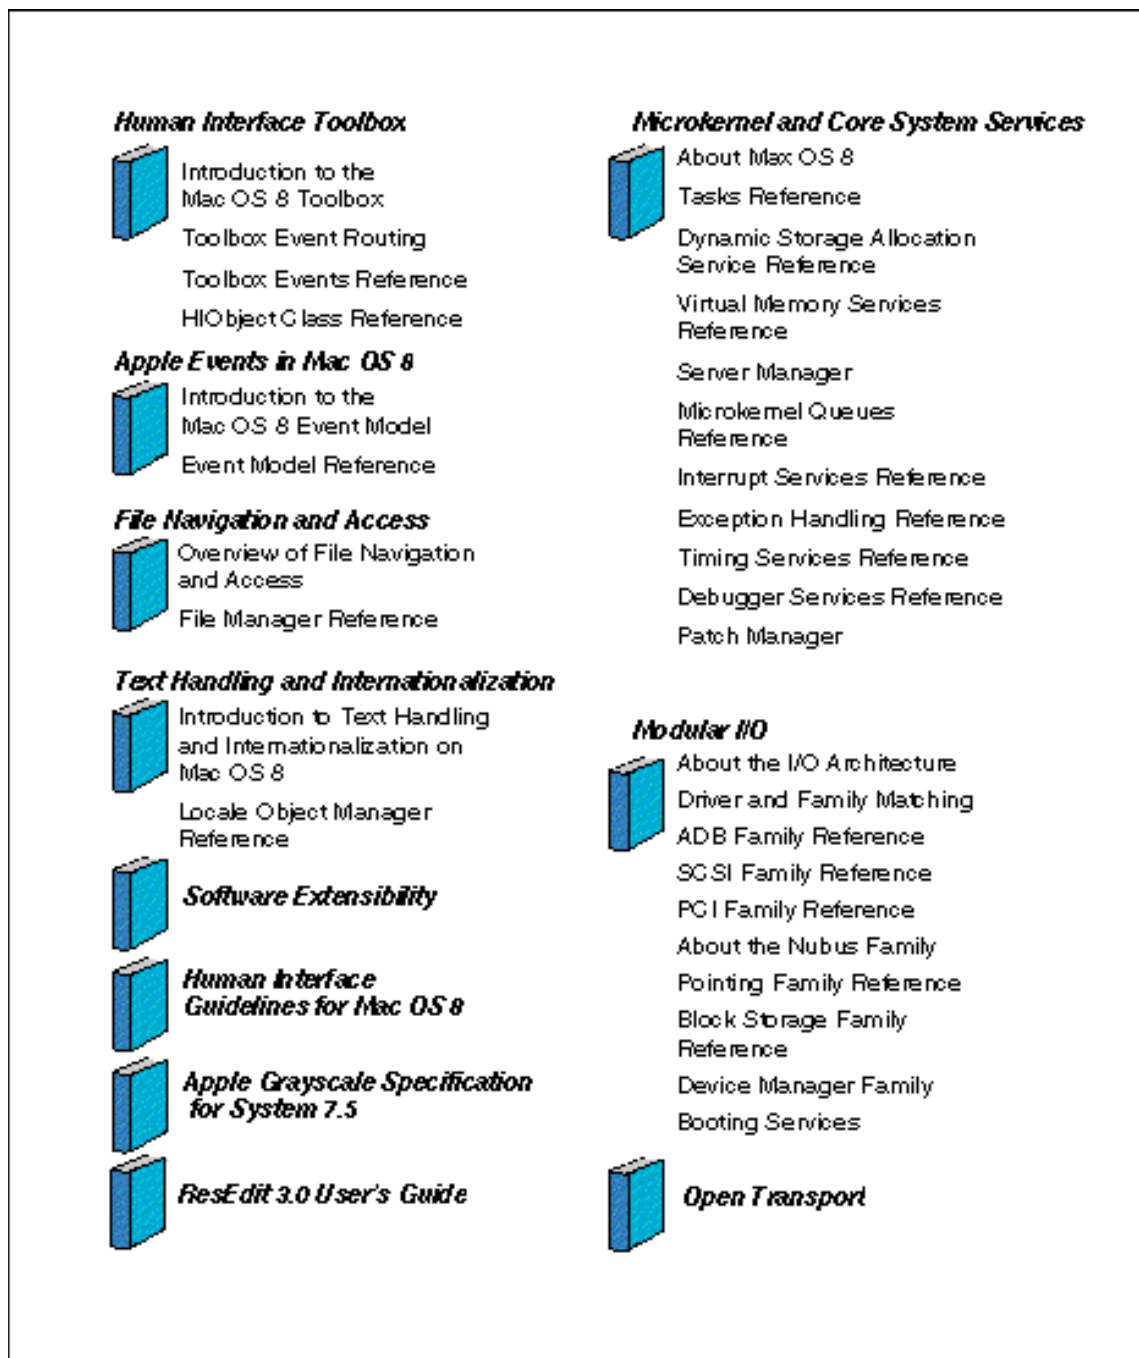 Human Interface Toolbox
Introduction to the
Mac OS 8 Toolbox
Toolbox Event Routing
Toolbox Events Reference
HIObject Class Reference
Apple Events in Mac OS 8
Introduction to the
Mac OS 8 Event Model
Event Model Reference
File Navigation and Access
Overview of File Navigation
and Access
File Manager Reference
Text Handling and Internationalization
Introduction to Text Handling
and Internationalization on
Mac OS 8
Locale Object Manager
Reference
Software Extensibility
Human Interface
Guidelines for Mac OS 8
Apple Grayscale Specification
for System 7.5
ResEdit 3.0 User's Guide
Microkernel and Core System Services
About Max OS 8
Tasks Reference
Dynamic Storage Allocation
Service Reference
Virtual Memory Services
Reference
Server Manager
Microkernel Queues
Reference
Interrupt Services Reference
Exception Handling Reference
Timing Services Reference
Debugger Services Reference
Patch Manager
Modular I/O
About the I/O Architecture
Driver and Family Matching
ADB Family Reference
SCSI Family Reference
PCI Family Reference
About the Nubus Family
Pointing Family Reference
Block Storage Family
Reference
Device Manager Family
Booting Services
Open Transport